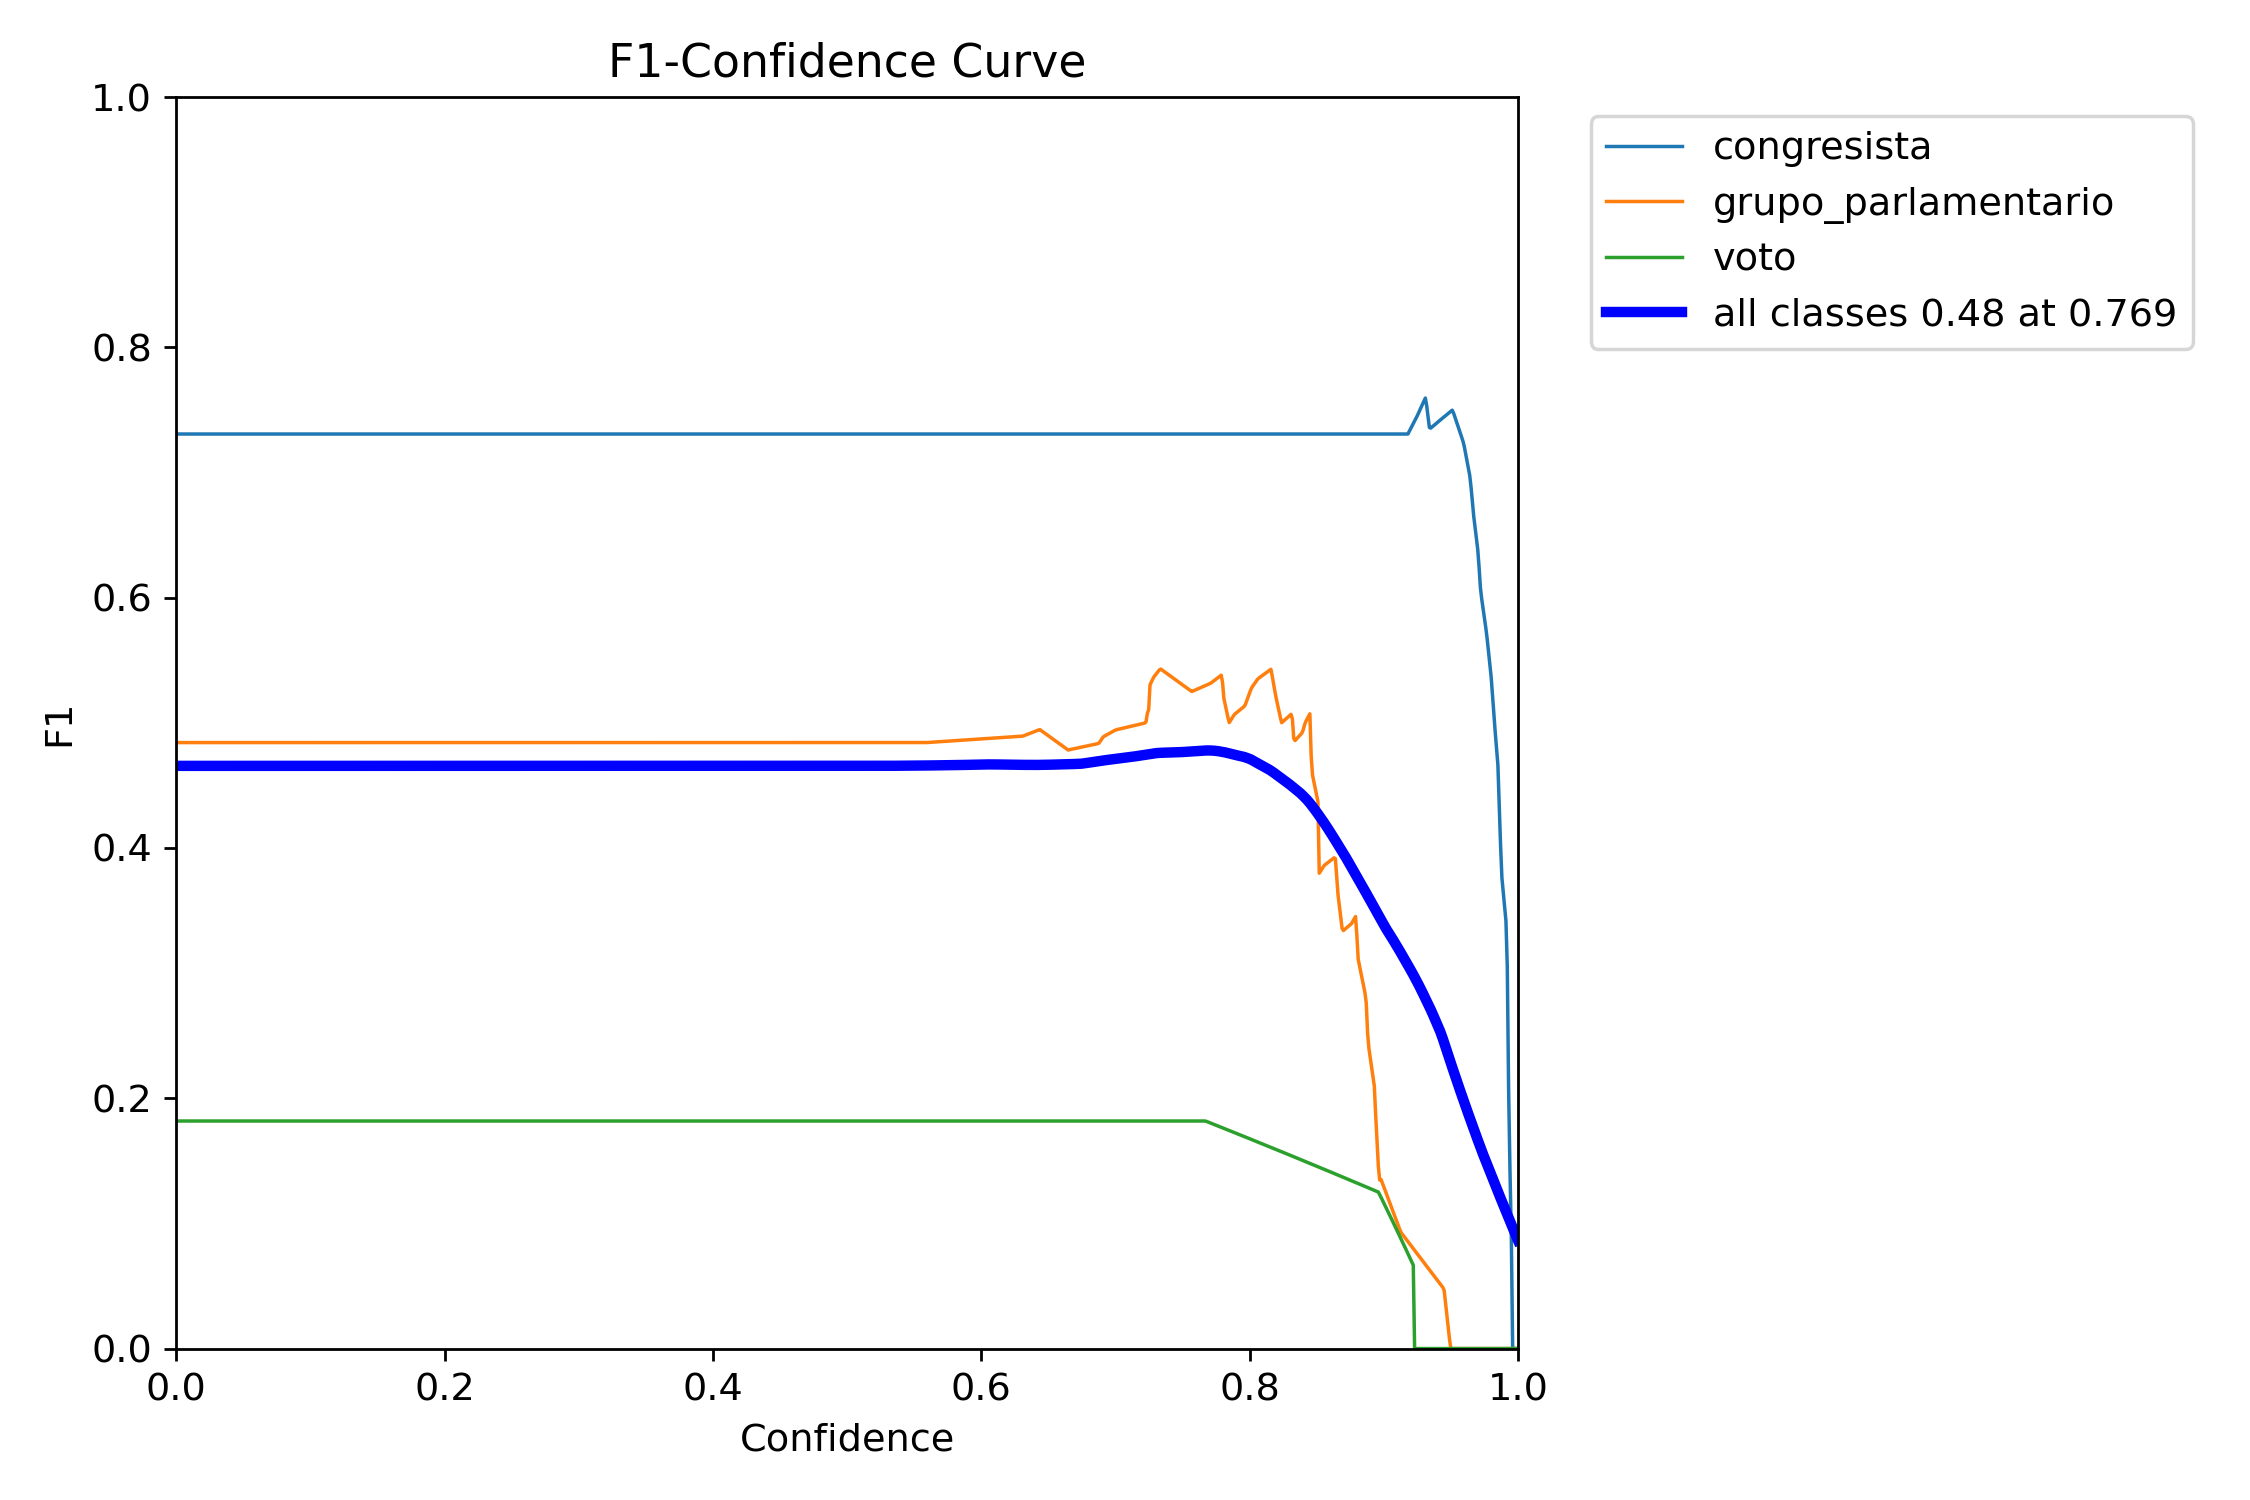 F1-Confidence Curve
1.0
0.8
0.6
0.4
0.2
0.0
F1
0.0 0.2 0.4 0.6 0.8 1.0
Confidence
congresista
grupo_parlamentario
voto
all classes 0.48 at 0.769